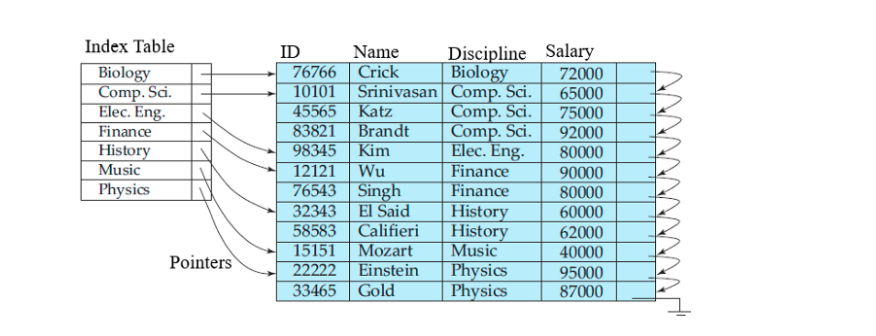 Index Table
ID Name Discipline Salary
Biology
Comp. Sci.
Elec. Eng.
Finance
History
Music
Physics
Pointers
76766 Crick Biology 72000
10101 Srinivasan Comp. Sci. 65000
45565 Katz Comp. Sci. 75000
83821 Brandt Comp. Sci. 92000
98345 Kim Elec. Eng. 80000
12121 Wu Finance 90000
76543 Singh Finance 80000
32343 El Said History 60000
58583 Califieri History 62000
15151 Mozart Music 40000
22222 Einstein Physics 95000
33465 Gold Physics 87000